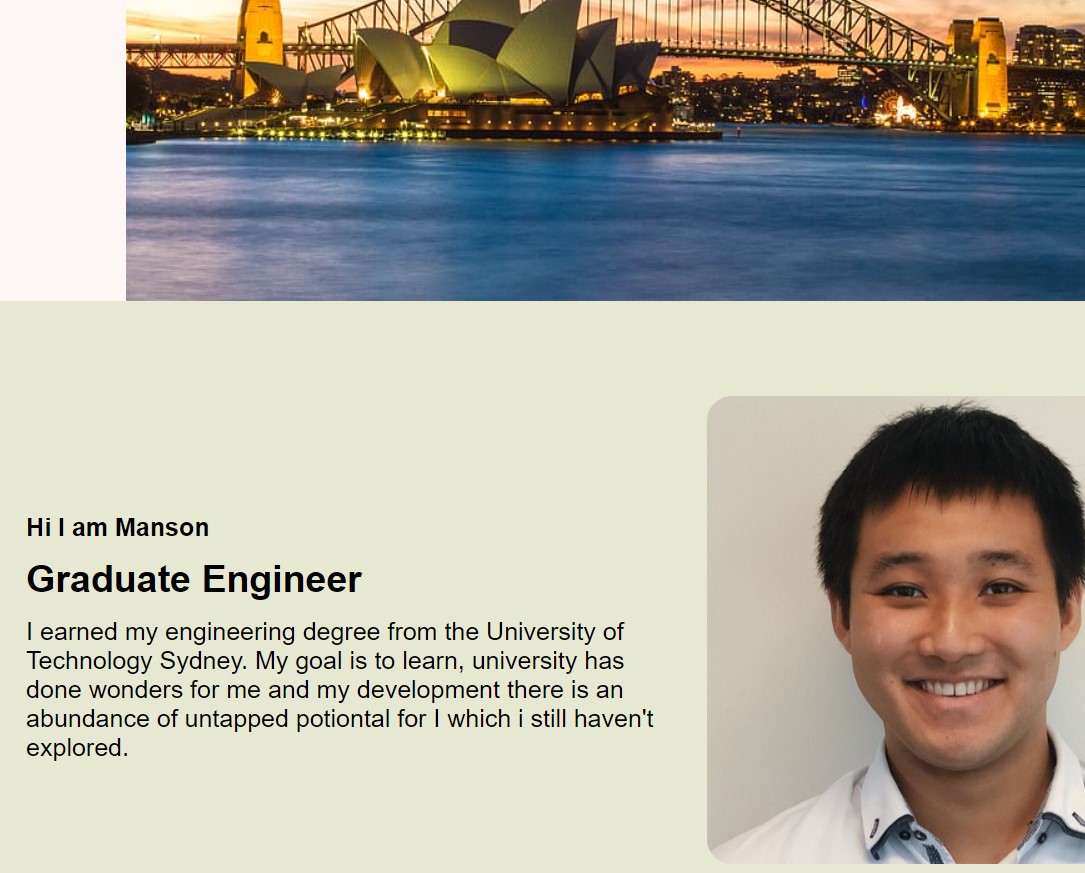 Hi I am Manson
Graduate Engineer
I earned my engineering degree from the University of
Technology Sydney. My goal is to learn, university has
done wonders for me and my development there is an
abundance of untapped potiontal for I which i still haven't
explored.